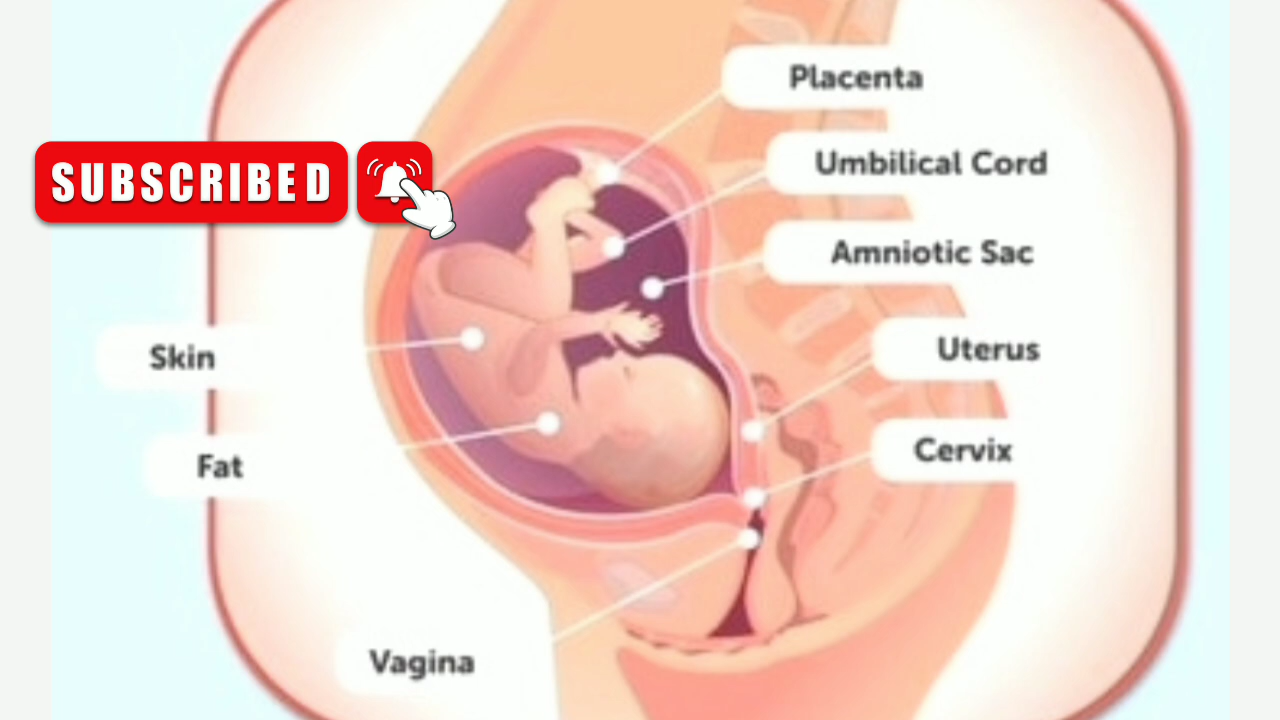 Placenta
Umbilical Cord
SUBSCRIBED
Amniotic Sac
Uterus
Skin
Cervix
Fat
Vagina